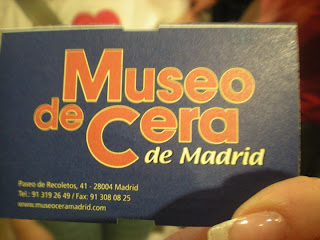 Museo
de Cera
de Madrid
Paseo de Recoletos, 41 - 28004 Madrid
Tel.: 91 319 26 49 / Fax: 91 308 08 25
www.museoceramadrid.com